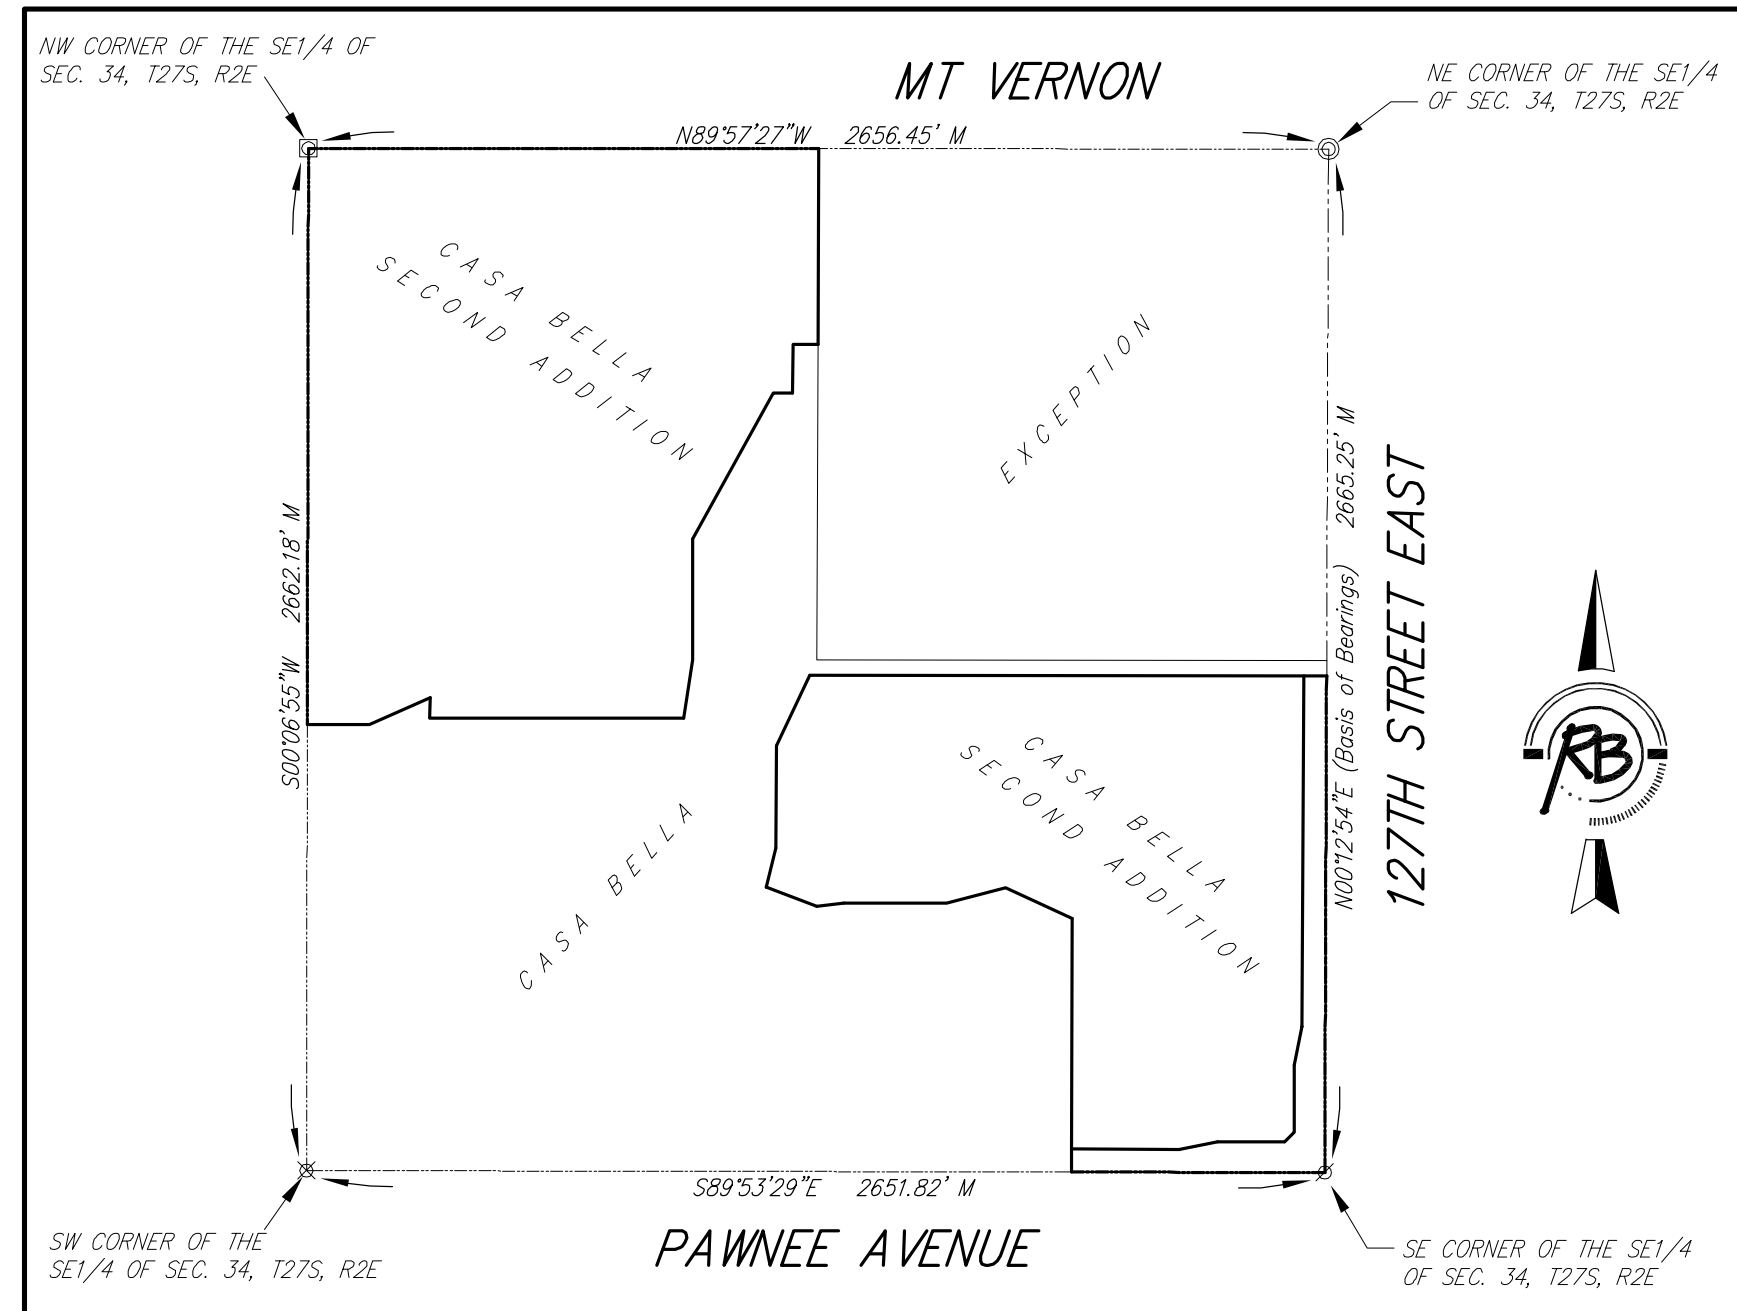 NW CORNER OF THE SE1/4 OF
SEC. 34, T27S, R2E
MT VERNON
NE CORNER OF THE SE1/4
OF SEC. 34, T27S, R2E
N89°57'27"W 2656.45' M
CASA BELLA
SECOND ADDITION
EXCEPTION
S00°06'55"W 2662.18' M
N00°12'54"E (Basis of Bearings) 2665.25' M
127TH STREET EAST
RB
CASA BELLA
SECOND ADDITION
CASA BELLA
S89°53'29"E 2651.82' M
PAWNEE AVENUE
SW CORNER OF THE
SE1/4 OF SEC. 34, T27S, R2E
SE CORNER OF THE SE1/4
OF SEC. 34, T27S, R2E